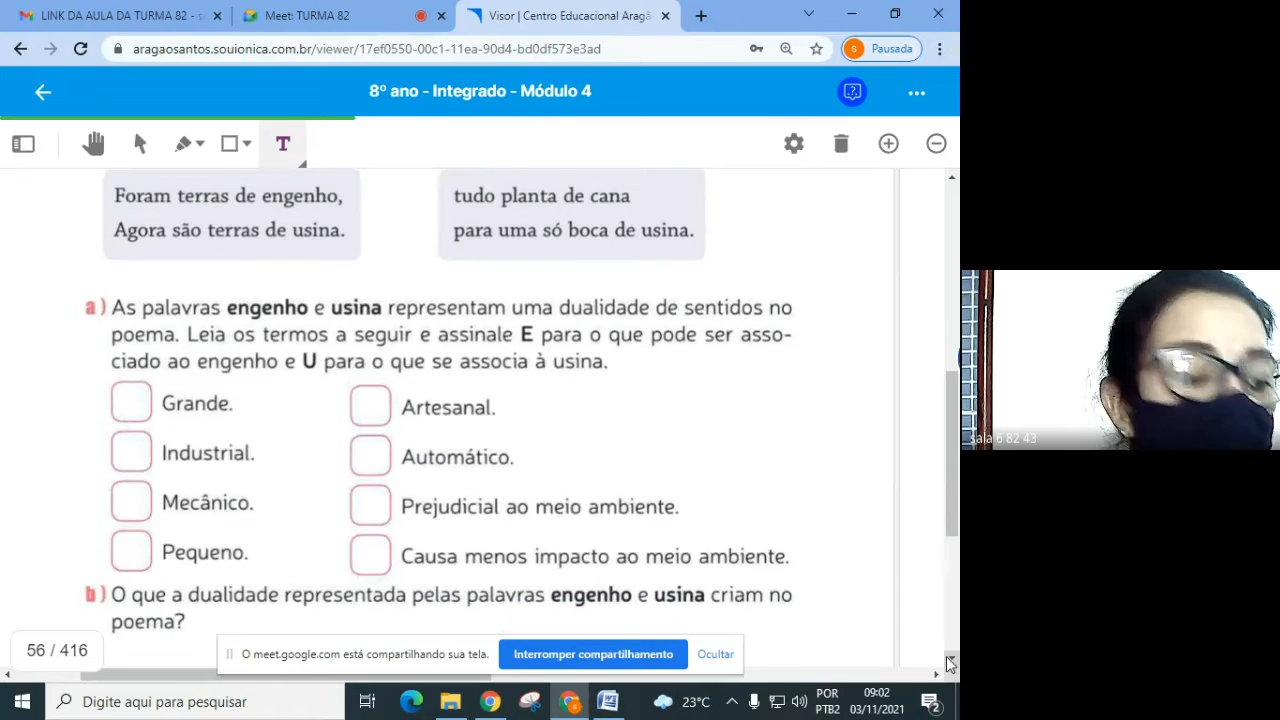 LINK DA AULA DA TURMA 82 - s
Meet: TURMA 82
Visor | Centro Educacional Aragã
aragaosantos.souionica.com.br/viewer/17ef0550-00c1-11ea-90d4-bd0df573e3ad
S
Pausada
8º ano - Integrado - Módulo 4
T
Foram terras de engenho,
Agora são terras de usina.
tudo planta de cana
para uma só boca de usina.
a) As palavras engenho e usina representam uma dualidade de sentidos no
poema. Leia os termos a seguir e assinale E para o que pode ser asso-
ciado ao engenho e U para o que se associa à usina.
Grande.
Artesanal.
Industrial.
Automático.
Mecânico.
Prejudicial ao meio ambiente.
Pequeno.
Causa menos impacto ao meio ambiente.
b) O que a dualidade representada pelas palavras engenho e usina criam no
poema?
56 / 416
O meet.google.com está compartilhando sua tela.
Interromper compartilhamento
Ocultar
sala 6 82 43
Digite aqui para pesquisar
23°C
POR
PTB2
09:02
03/11/2021
2